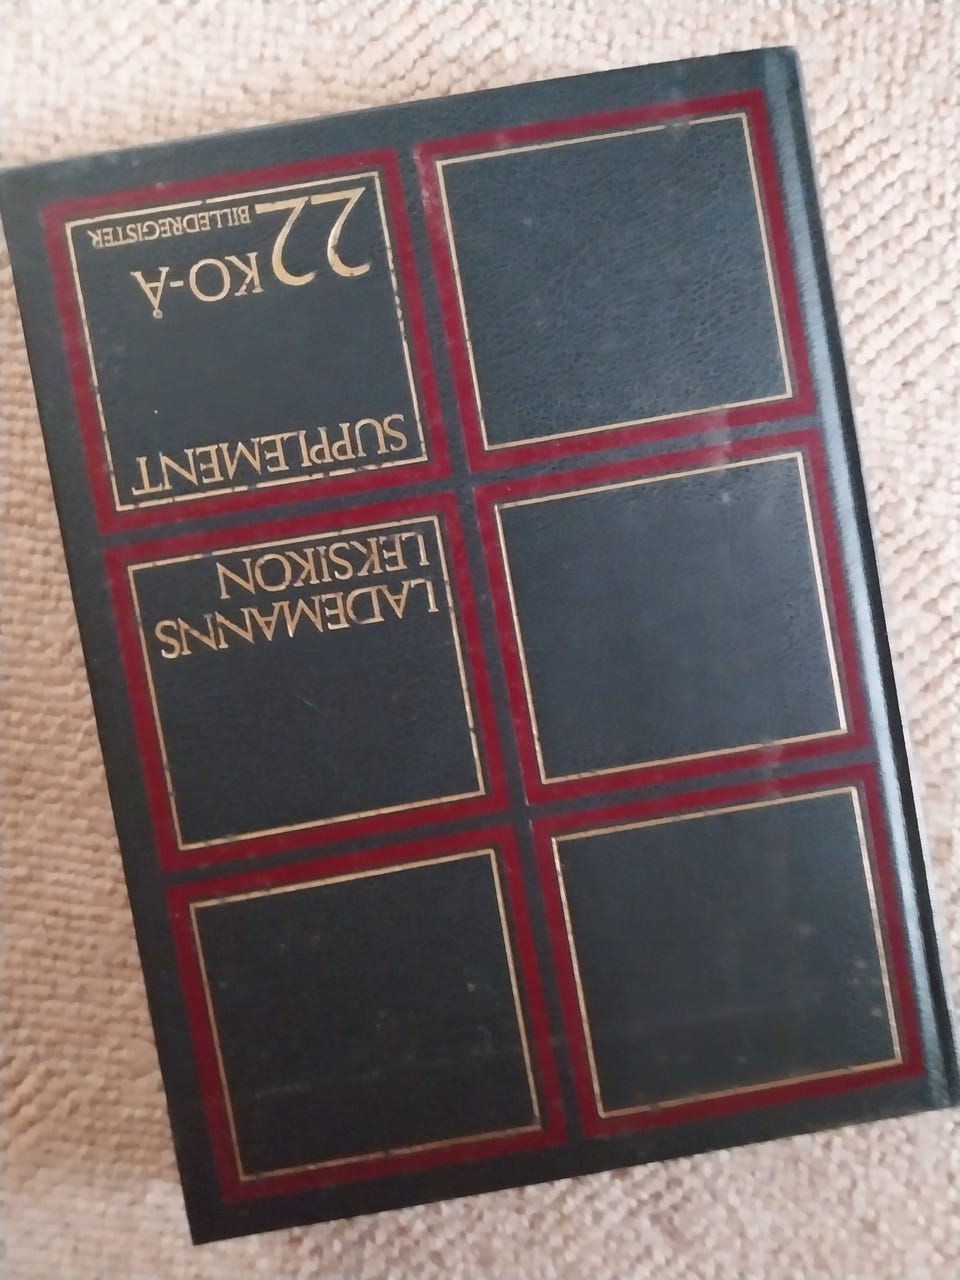 LADEMANNS
LEKSIKON
SUPPLEMENT
KO-Å
22
BILLEDREGISTER